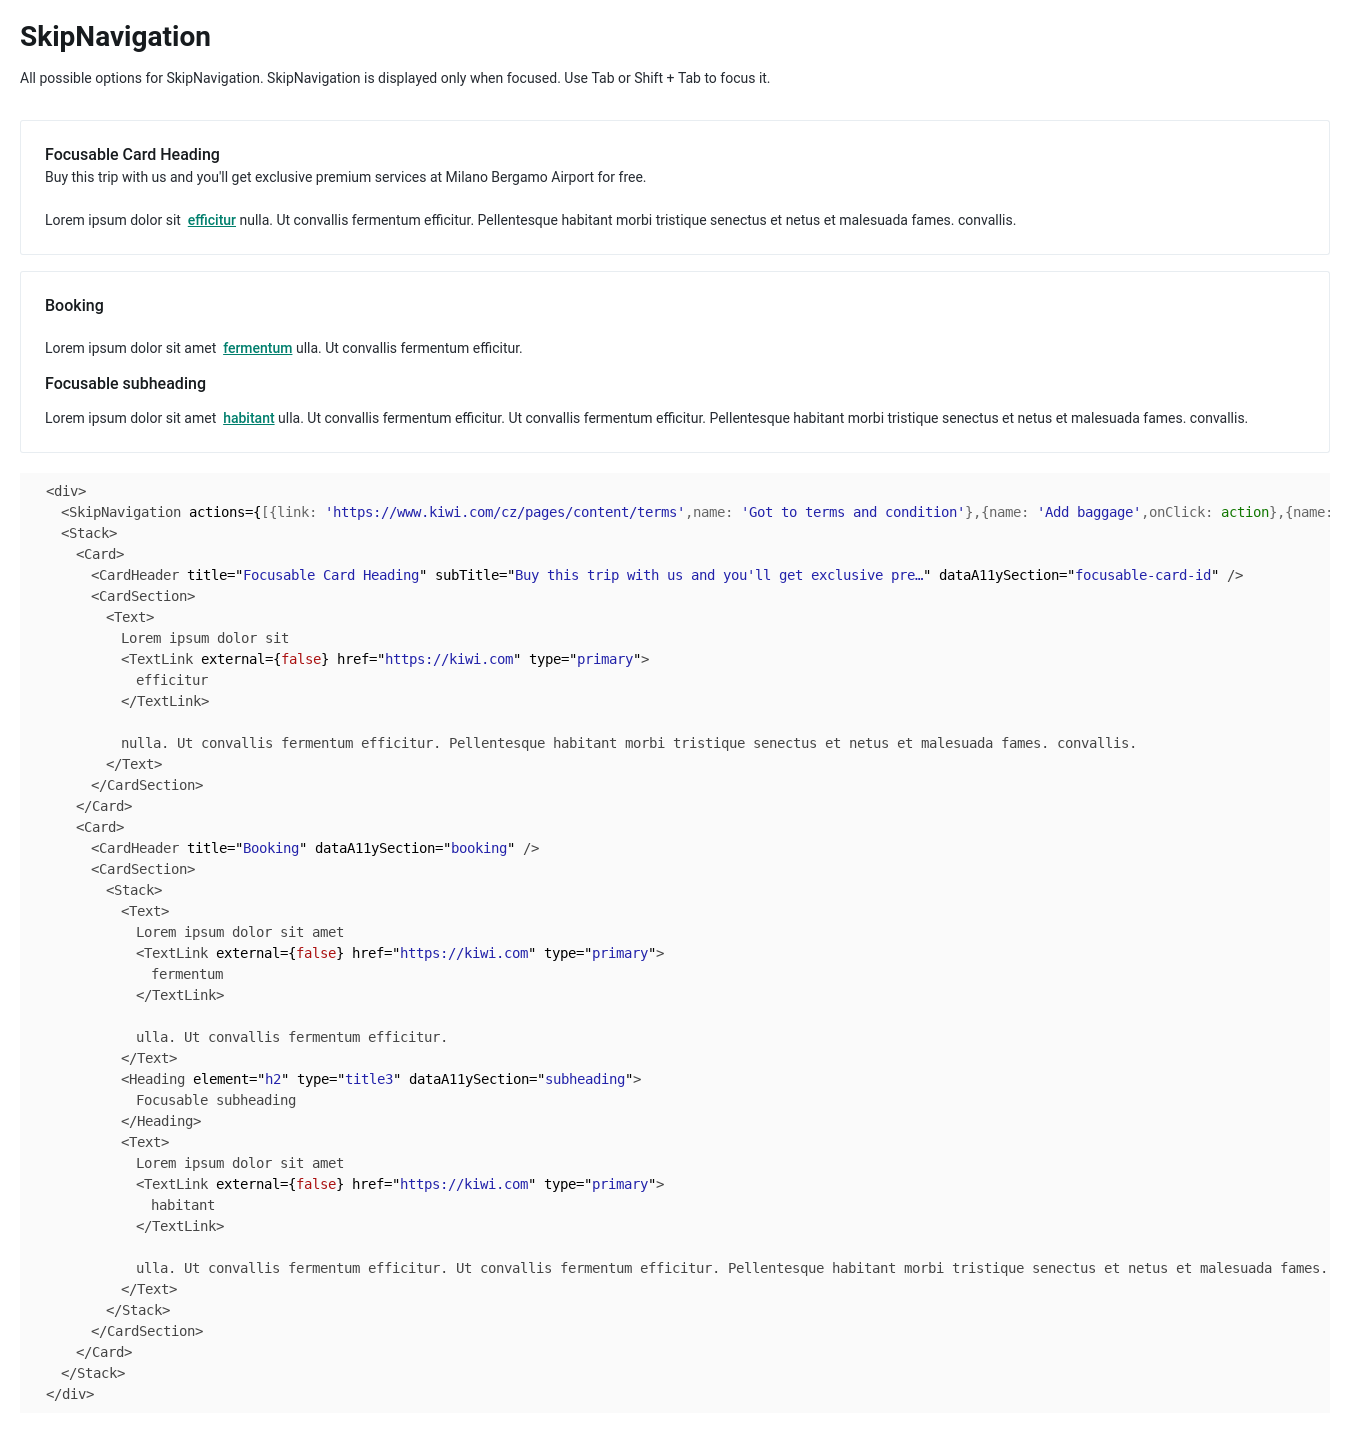 SkipNavigation
All possible options for SkipNavigation. SkipNavigation is displayed only when focused. Use Tab or Shift + Tab to focus it.
Focusable Card Heading
Buy this trip with us and you'll get exclusive premium services at Milano Bergamo Airport for free.
Lorem ipsum dolor sit efficitur nulla. Ut convallis fermentum efficitur. Pellentesque habitant morbi tristique senectus et netus et malesuada fames. convallis.
Booking
Lorem ipsum dolor sit amet fermentum ulla. Ut convallis fermentum efficitur.
Focusable subheading
Lorem ipsum dolor sit amet habitant ulla. Ut convallis fermentum efficitur. Ut convallis fermentum efficitur. Pellentesque habitant morbi tristique senectus et netus et malesuada fames. convallis.
<div>
<SkipNavigation actions={[{link: 'https://www.kiwi.com/cz/pages/content/terms',name: 'Got to terms and condition'},{name: 'Add baggage',onClick: action},{name:
<Stack>
<Card>
<CardHeader title="Focusable Card Heading" subTitle="Buy this trip with us and you'll get exclusive pre…" dataA11ySection="focusable-card-id" />
<CardSection>
<Text>
Lorem ipsum dolor sit
<TextLink external={false} href="https://kiwi.com" type="primary">
efficitur
</TextLink>
nulla. Ut convallis fermentum efficitur. Pellentesque habitant morbi tristique senectus et netus et malesuada fames. convallis.
</Text>
</CardSection>
</Card>
<Card>
<CardHeader title="Booking" dataA11ySection="booking" />
<CardSection>
<Stack>
<Text>
Lorem ipsum dolor sit amet
<TextLink external={false} href="https://kiwi.com" type="primary">
fermentum
</TextLink>
ulla. Ut convallis fermentum efficitur.
</Text>
<Heading element="h2" type="title3" dataA11ySection="subheading">
Focusable subheading
</Heading>
<Text>
Lorem ipsum dolor sit amet
<TextLink external={false} href="https://kiwi.com" type="primary">
habitant
</TextLink>
ulla. Ut convallis fermentum efficitur. Ut convallis fermentum efficitur. Pellentesque habitant morbi tristique senectus et netus et malesuada fames.
</Text>
</Stack>
</CardSection>
</Card>
</Stack>
</div>